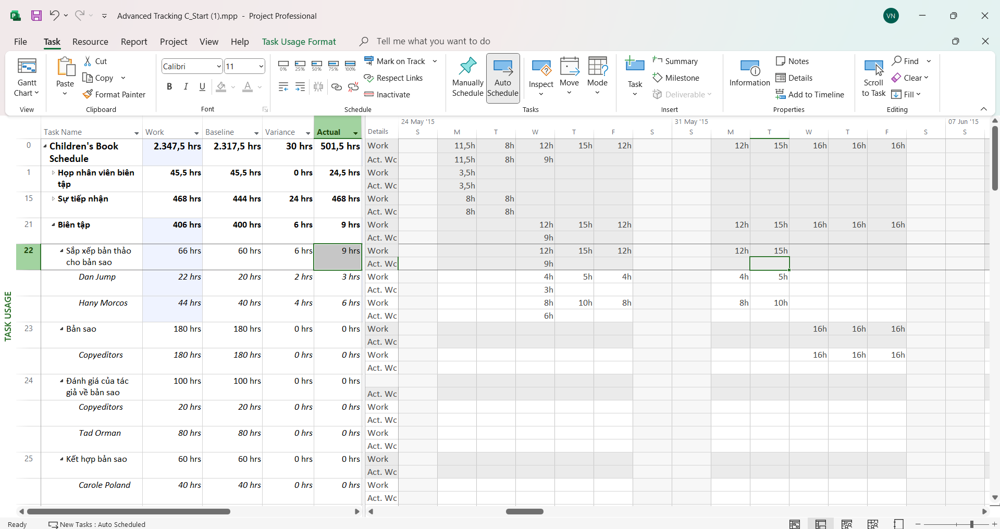 Advanced Tracking C_Start (1).mpp - Project Professional
VN
File Task Resource Report Project View Help Task Usage Format Tell me what you want to do
Gantt Chart
View
Paste
Cut
Copy
Format Painter
Clipboard
Calibri 11
B I U A
Font
0% 25% 50% 75% 100%
Mark on Track
Respect Links
Inactivate
Schedule
Manually Schedule
Auto Schedule
Inspect
Move
Mode
Tasks
Task
Summary
Milestone
Deliverable
Insert
Information
Notes
Details
Add to Timeline
Properties
Scroll to Task
Find
Clear
Fill
Editing
24 May '15 31 May '15 07 Jun '15
Task Name Work Baseline Variance Actual Details S M T W T F S S M T W T F S S
0 Children's Book Schedule 2.347,5 hrs 2.317,5 hrs 30 hrs 501,5 hrs Work 11,5h 8h 12h 15h 12h 12h 15h 16h 16h 16h
Act. Wc 11,5h 8h 9h
1 Họp nhân viên biên tập 45,5 hrs 45,5 hrs 0 hrs 24,5 hrs Work 3,5h
Act. Wc 3,5h
15 Sự tiếp nhận 468 hrs 444 hrs 24 hrs 468 hrs Work 8h 8h
Act. Wc 8h 8h
21 Biên tập 406 hrs 400 hrs 6 hrs 9 hrs Work 12h 15h 12h 12h 15h 16h 16h 16h
Act. Wc 9h
22 Sắp xếp bản thảo cho bản sao 66 hrs 60 hrs 6 hrs 9 hrs Work 12h 15h 12h 12h 15h
Act. Wc 9h
Dan Jump 22 hrs 20 hrs 2 hrs 3 hrs Work 4h 5h 4h 4h 5h
Act. Wc 3h
Hany Morcos 44 hrs 40 hrs 4 hrs 6 hrs Work 8h 10h 8h 8h 10h
Act. Wc 6h
23 Bản sao 180 hrs 180 hrs 0 hrs 0 hrs Work 16h 16h 16h
Act. Wc
Copyeditors 180 hrs 180 hrs 0 hrs 0 hrs Work 16h 16h 16h
Act. Wc
24 Đánh giá của tác giả về bản sao 100 hrs 100 hrs 0 hrs 0 hrs
Act. Wc
Copyeditors 20 hrs 20 hrs 0 hrs 0 hrs Work
Act. Wc
Tad Orman 80 hrs 80 hrs 0 hrs 0 hrs Work
Act. Wc
25 Kết hợp bản sao 60 hrs 60 hrs 0 hrs 0 hrs Work
Act. Wc
Carole Poland 40 hrs 40 hrs 0 hrs 0 hrs Work
Act. Wc
TASK USAGE
Ready New Tasks : Auto Scheduled